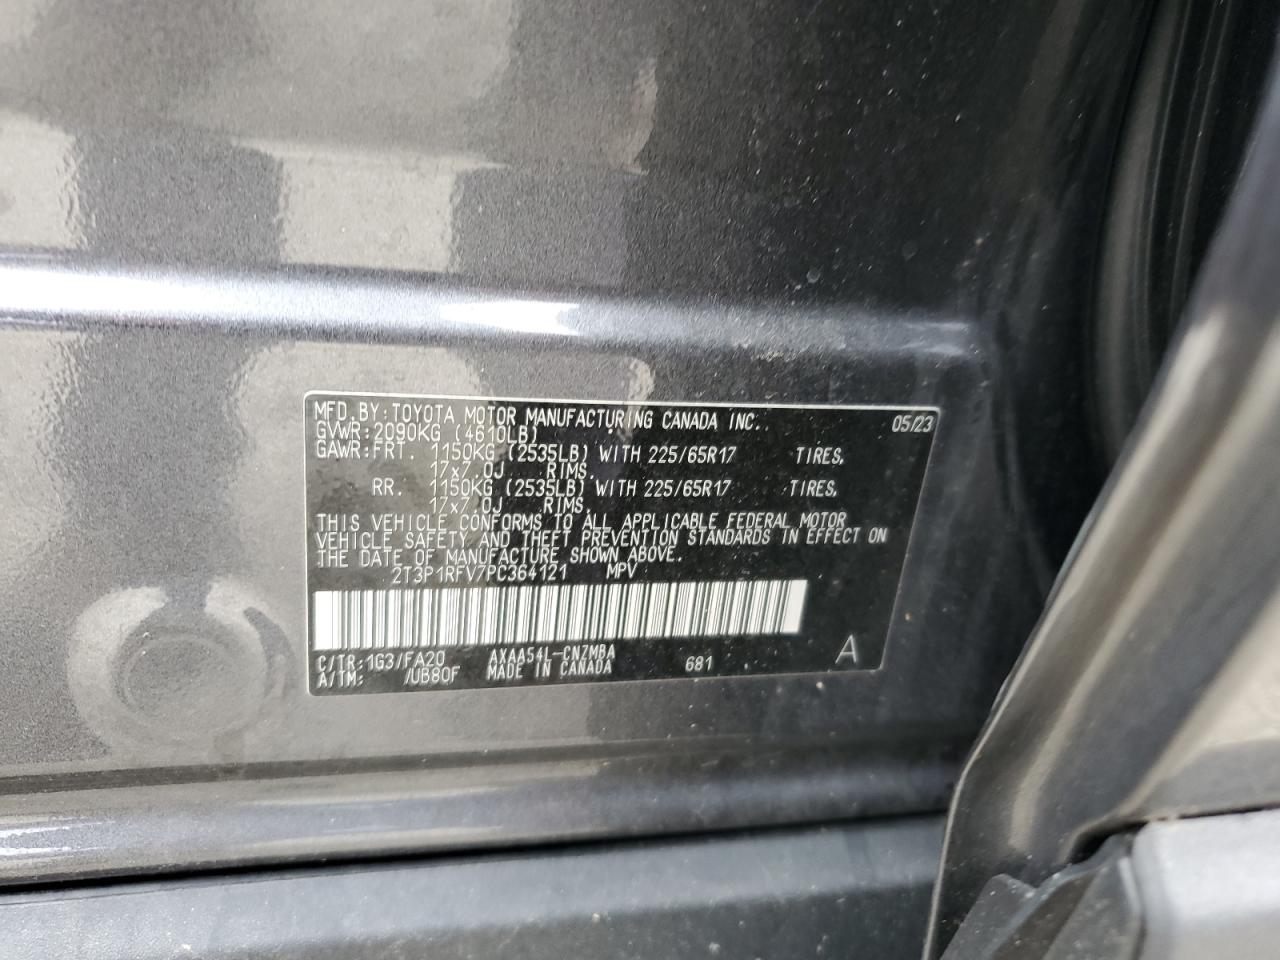 MFD.BY:TOYOTA MOTOR MANUFACTURING CANADA INC. 05/23
GVWR:2090KG (4610LB)
GAWR:FRT. 1150KG (2535LB) WITH 225/65R17 TIRES,
17x7.0J RIMS,
RR. 1150KG (2535LB) WITH 225/65R17 TIRES,
17x7.0J RIMS,
THIS VEHICLE CONFORMS TO ALL APPLICABLE FEDERAL MOTOR
VEHICLE SAFETY AND THEFT PREVENTION STANDARDS IN EFFECT ON
THE DATE OF MANUFACTURE SHOWN ABOVE.
2T3P1RFV7PC364121 MPV
C/TR:1G3/FA20 AXAA54L-CNZMBA 681 A
A/TM: /UB80F MADE IN CANADA